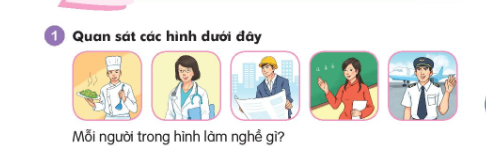 1 Quan sát các hình dưới đây
Mỗi người trong hình làm nghề gì?